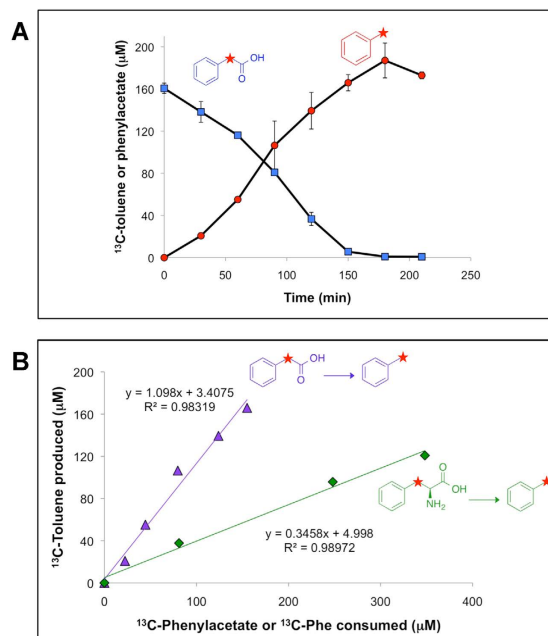 A
¹³C-toluene or phenylacetate (µM)
200
160
120
80
40
0
0
50
100
150
200
250
Time (min)
OH
O
B
¹³C-Toluene produced (µM)
200
160
120
80
40
0
0
100
200
300
400
¹³C-Phenylacetate or ¹³C-Phe consumed (µM)
OH
O
y = 1.098x + 3.4075
R² = 0.98319
O
OH
NH₂
y = 0.3458x + 4.998
R² = 0.98972